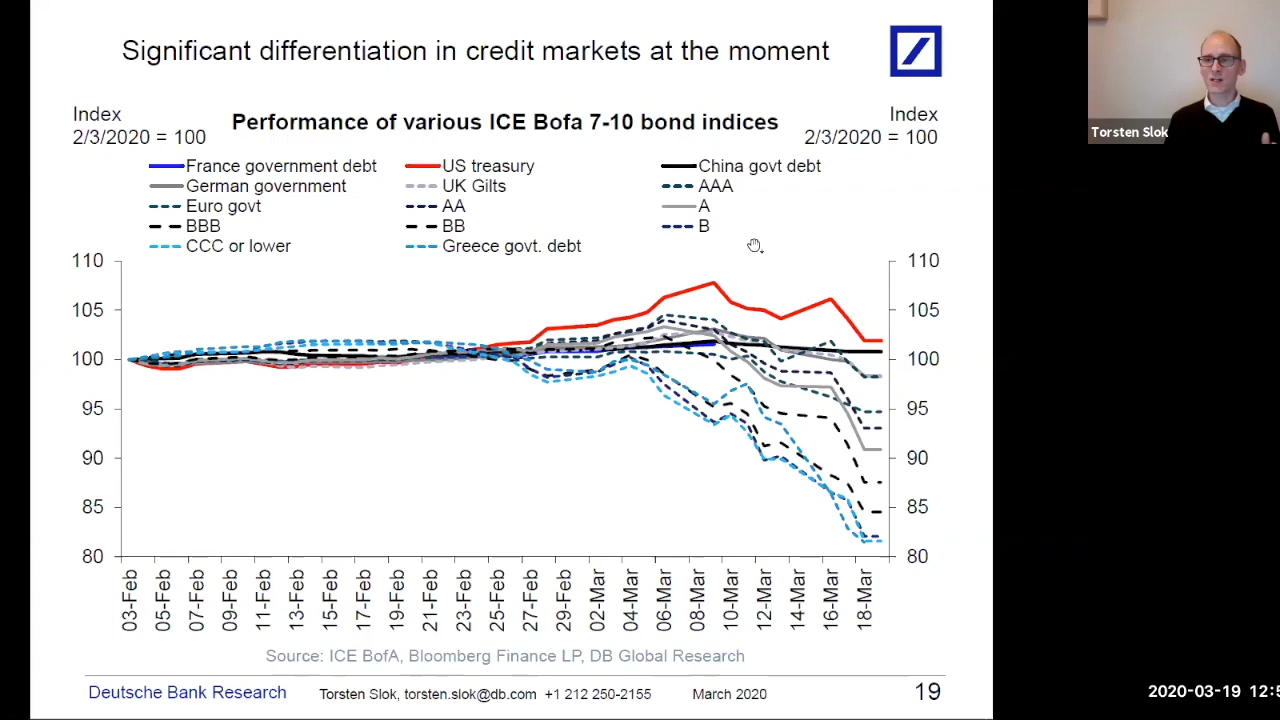 Significant differentiation in credit markets at the moment
Index
2/3/2020 = 100
Performance of various ICE Bofa 7-10 bond indices
Index
2/3/2020 = 100
France government debt
US treasury
China govt debt
German government
UK Gilts
AAA
Euro govt
AA
A
BBB
BB
B
CCC or lower
Greece govt. debt
110
105
100
95
90
85
80
110
105
100
95
90
85
80
03-Feb
05-Feb
07-Feb
09-Feb
11-Feb
13-Feb
15-Feb
17-Feb
19-Feb
21-Feb
23-Feb
25-Feb
27-Feb
29-Feb
02-Mar
04-Mar
06-Mar
08-Mar
10-Mar
12-Mar
14-Mar
16-Mar
18-Mar
Source: ICE BofA, Bloomberg Finance LP, DB Global Research
Deutsche Bank Research
Torsten Slok, torsten.slok@db.com +1 212 250-2155
March 2020
19
Torsten Slok
2020-03-19 12:5